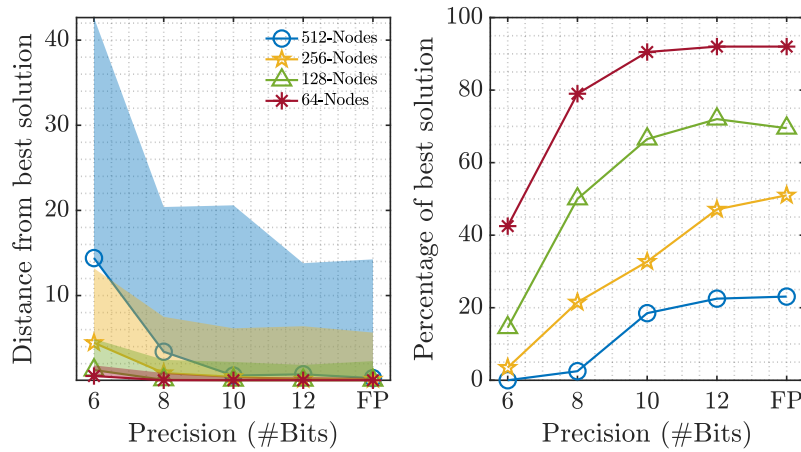 Distance from best solution
40
30
20
10
6
8
10
12
FP
Precision (#Bits)
512-Nodes
256-Nodes
128-Nodes
64-Nodes
Percentage of best solution
100
80
60
40
20
0
6
8
10
12
FP
Precision (#Bits)